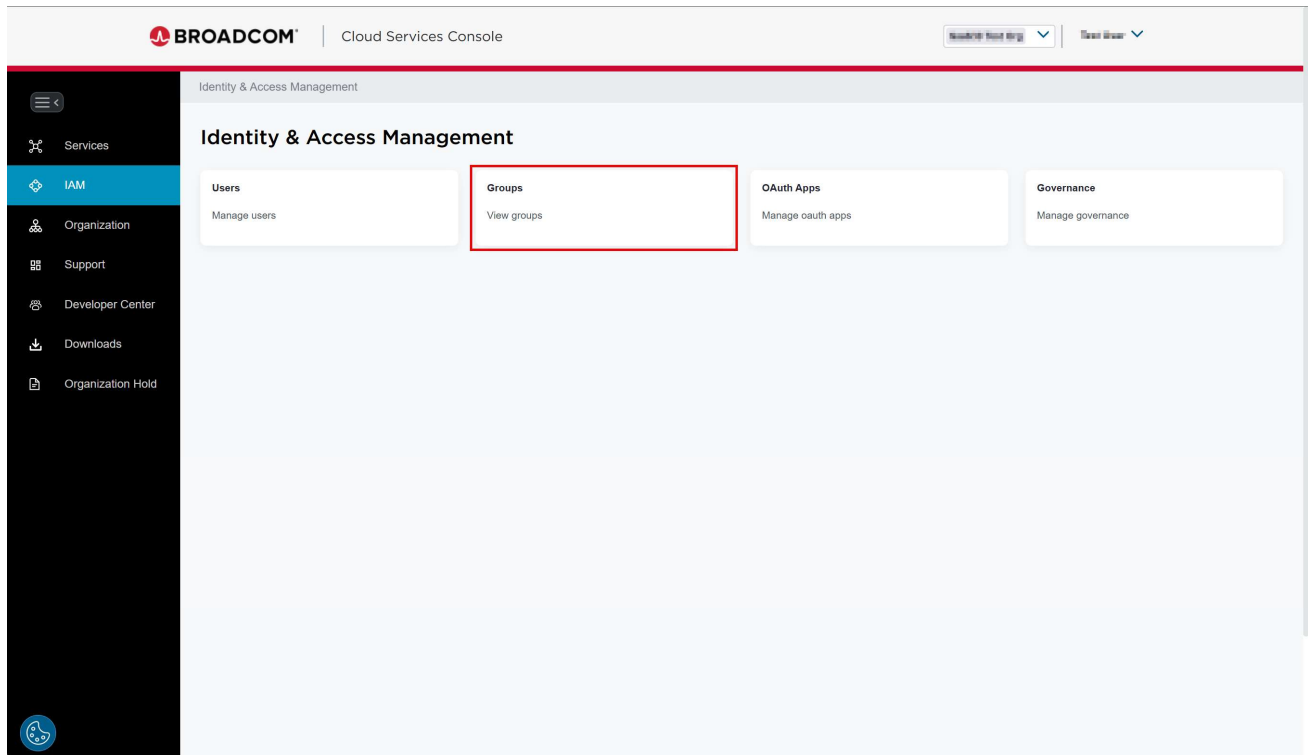 BROADCOM Cloud Services Console
Identity & Access Management
Identity & Access Management
Services
IAM
Organization
Support
Developer Center
Downloads
Organization Hold
Users
Manage users
Groups
View groups
OAuth Apps
Manage oauth apps
Governance
Manage governance